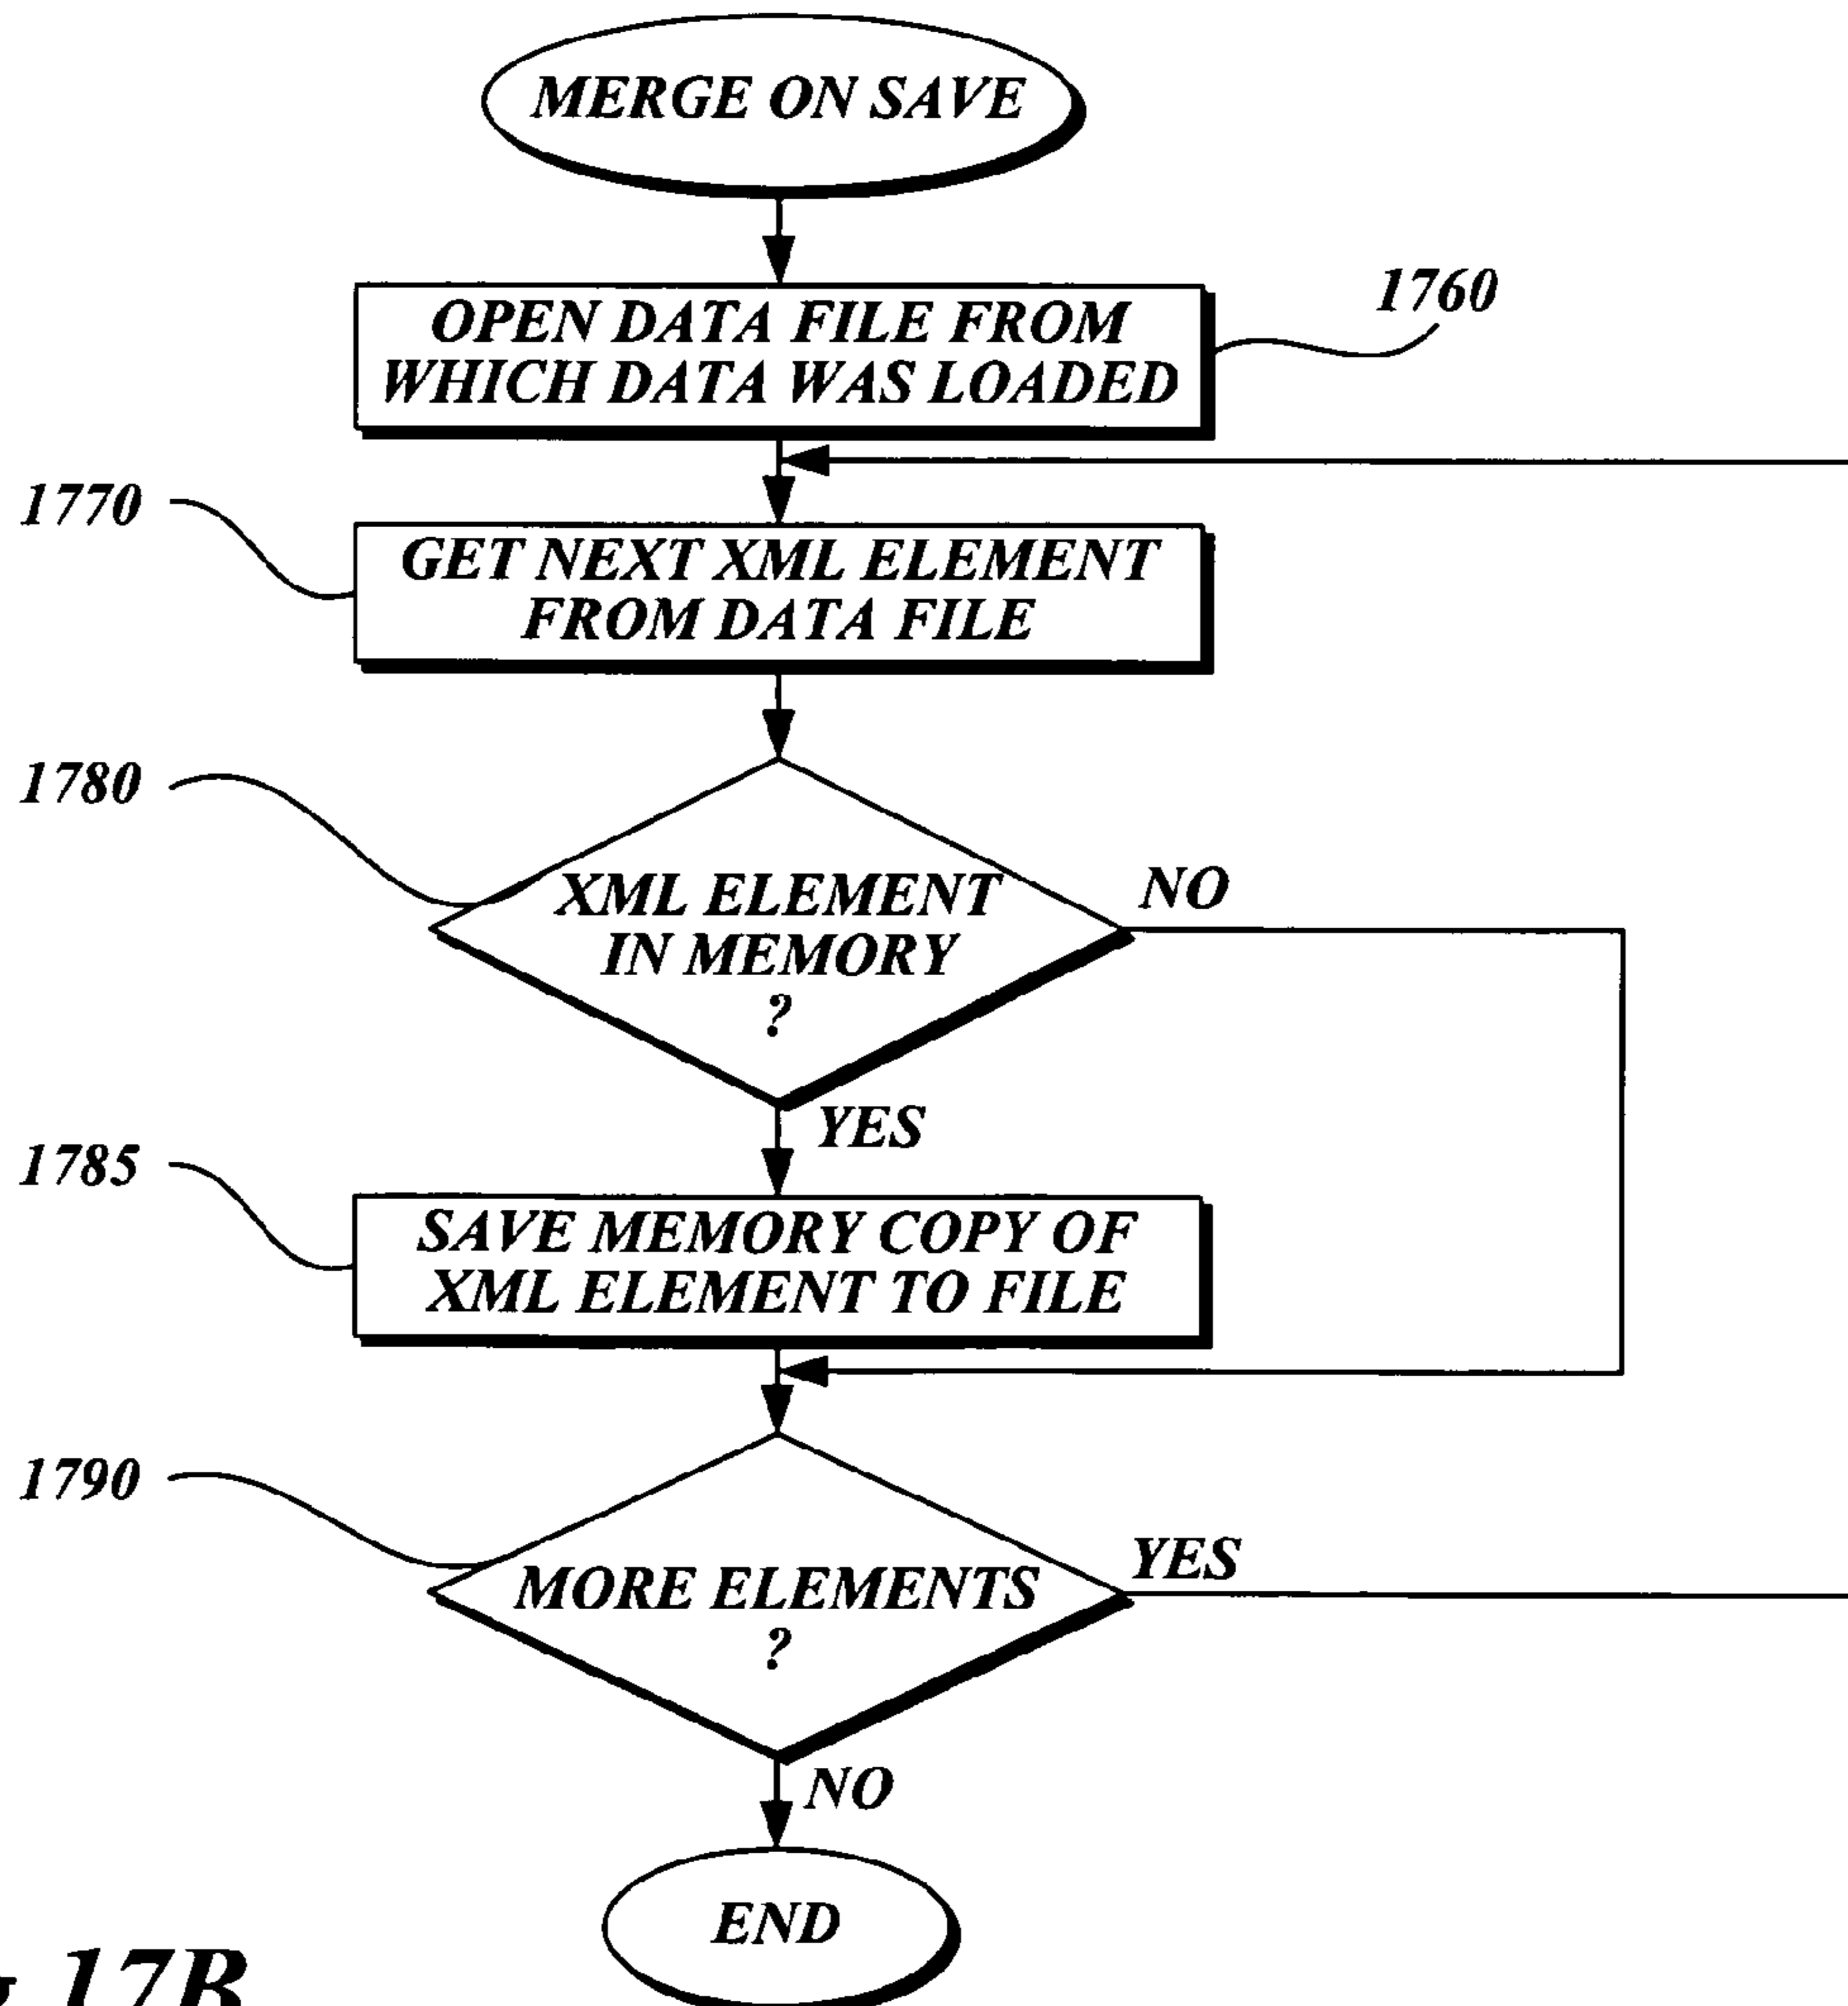 MERGE ON SAVE
OPEN DATA FILE FROM
WHICH DATA WAS LOADED
1760
1770
GET NEXT XML ELEMENT
FROM DATA FILE
1780
XML ELEMENT
IN MEMORY
?
NO
YES
1785
SAVE MEMORY COPY OF
XML ELEMENT TO FILE
1790
MORE ELEMENTS
?
YES
NO
END
17B